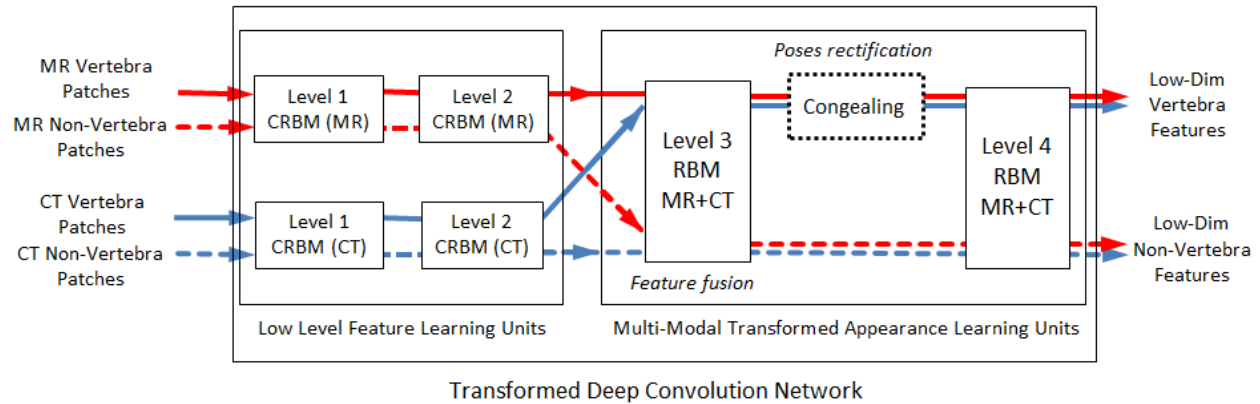 MR Vertebra
Patches
MR Non-Vertebra
Patches
CT Vertebra
Patches
CT Non-Vertebra
Patches
Level 1
CRBM (MR)
Level 2
CRBM (MR)
Level 1
CRBM (CT)
Level 2
CRBM (CT)
Low Level Feature Learning Units
Poses rectification
Level 3
RBM
MR+CT
Congealing
Level 4
RBM
MR+CT
Feature fusion
Multi-Modal Transformed Appearance Learning Units
Low-Dim
Vertebra
Features
Low-Dim
Non-Vertebra
Features
Transformed Deep Convolution Network